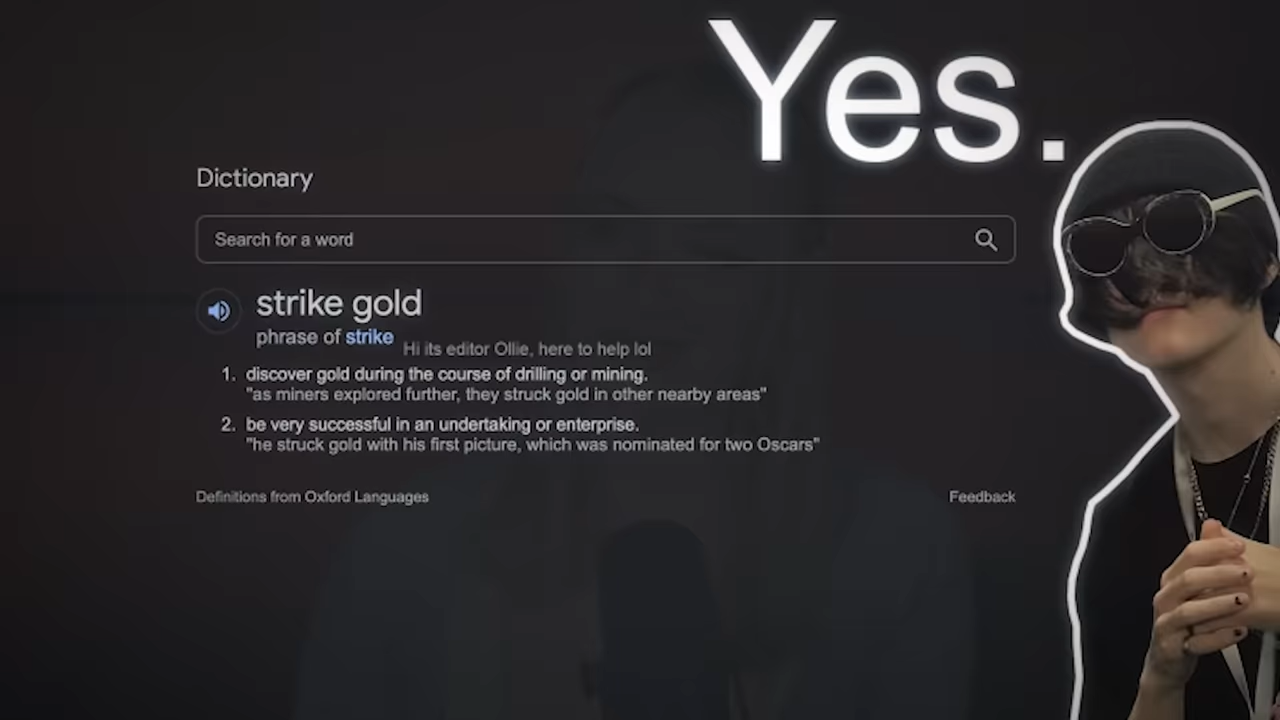 Yes.
Dictionary
Search for a word
strike gold
phrase of strike
Hi its editor Ollie, here to help lol
1. discover gold during the course of drilling or mining.
"as miners explored further, they struck gold in other nearby areas"
2. be very successful in an undertaking or enterprise.
"he struck gold with his first picture, which was nominated for two Oscars"
Definitions from Oxford Languages
Feedback